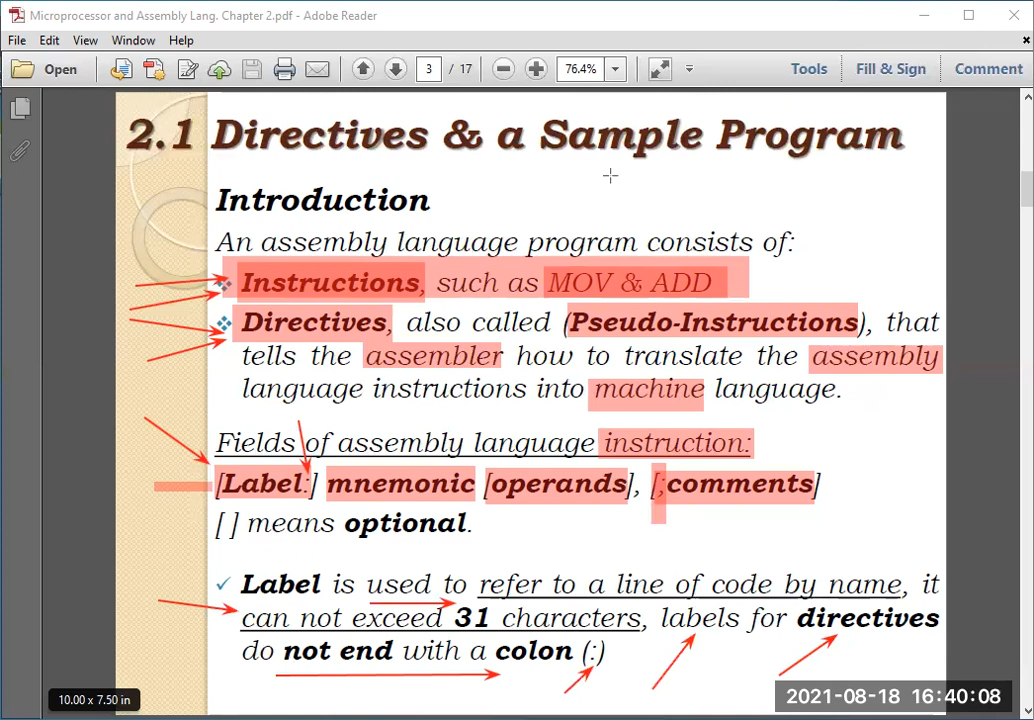 Microprocessor and Assembly Lang. Chapter 2.pdf - Adobe Reader
File Edit View Window Help
Open 3 / 17 76.4% Tools Fill & Sign Comment
2.1 Directives & a Sample Program
Introduction
An assembly language program consists of:
Instructions, such as MOV & ADD
Directives, also called (Pseudo-Instructions), that
tells the assembler how to translate the assembly
language instructions into machine language.
Fields of assembly language instruction:
[Label:] mnemonic [operands], [;comments]
[ ] means optional.
✓ Label is used to refer to a line of code by name, it
can not exceed 31 characters, labels for directives
do not end with a colon (:)
10.00 x 7.50 in
2021-08-18 16:40:08